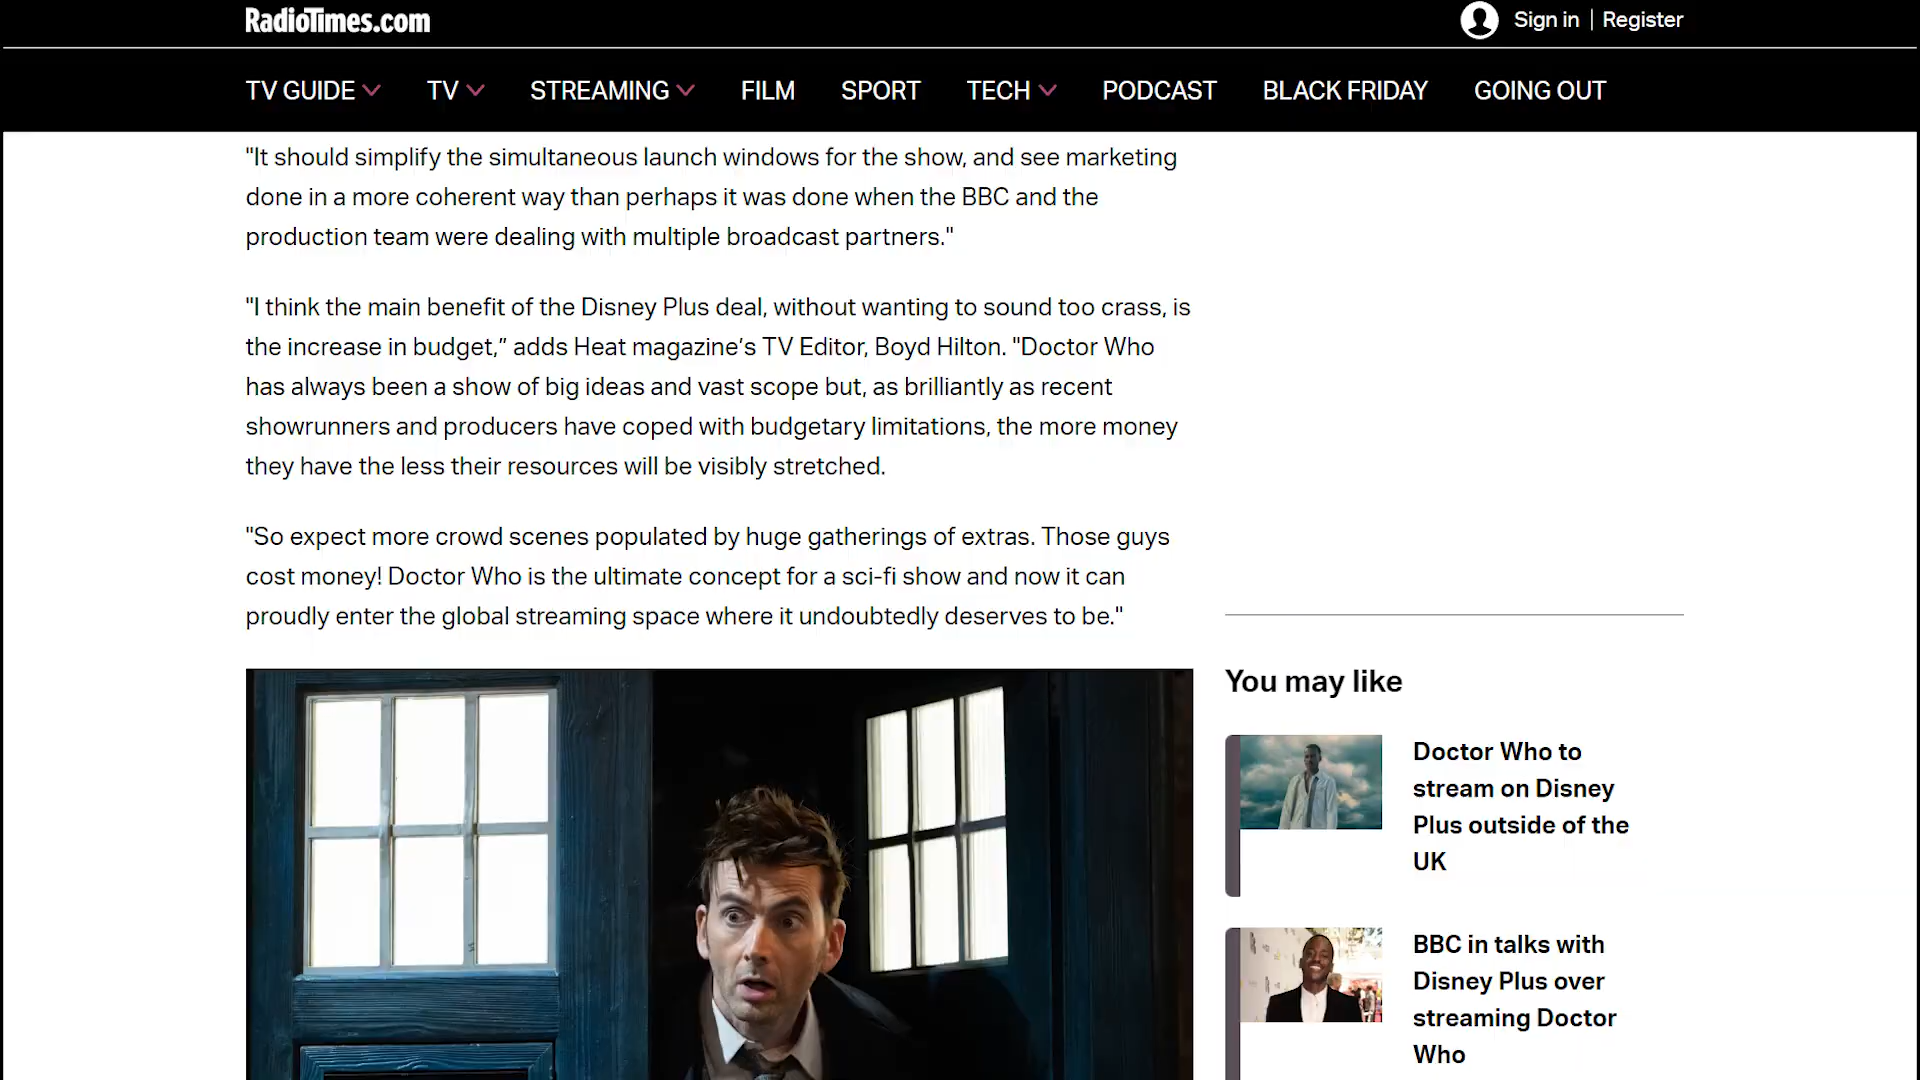 RadioTimes.com
Sign in | Register
TV GUIDE TV STREAMING FILM SPORT TECH PODCAST BLACK FRIDAY GOING OUT
"It should simplify the simultaneous launch windows for the show, and see marketing
done in a more coherent way than perhaps it was done when the BBC and the
production team were dealing with multiple broadcast partners."
"I think the main benefit of the Disney Plus deal, without wanting to sound too crass, is
the increase in budget,” adds Heat magazine’s TV Editor, Boyd Hilton. "Doctor Who
has always been a show of big ideas and vast scope but, as brilliantly as recent
showrunners and producers have coped with budgetary limitations, the more money
they have the less their resources will be visibly stretched.
"So expect more crowd scenes populated by huge gatherings of extras. Those guys
cost money! Doctor Who is the ultimate concept for a sci-fi show and now it can
proudly enter the global streaming space where it undoubtedly deserves to be."
You may like
Doctor Who to
stream on Disney
Plus outside of the
UK
BBC in talks with
Disney Plus over
streaming Doctor
Who